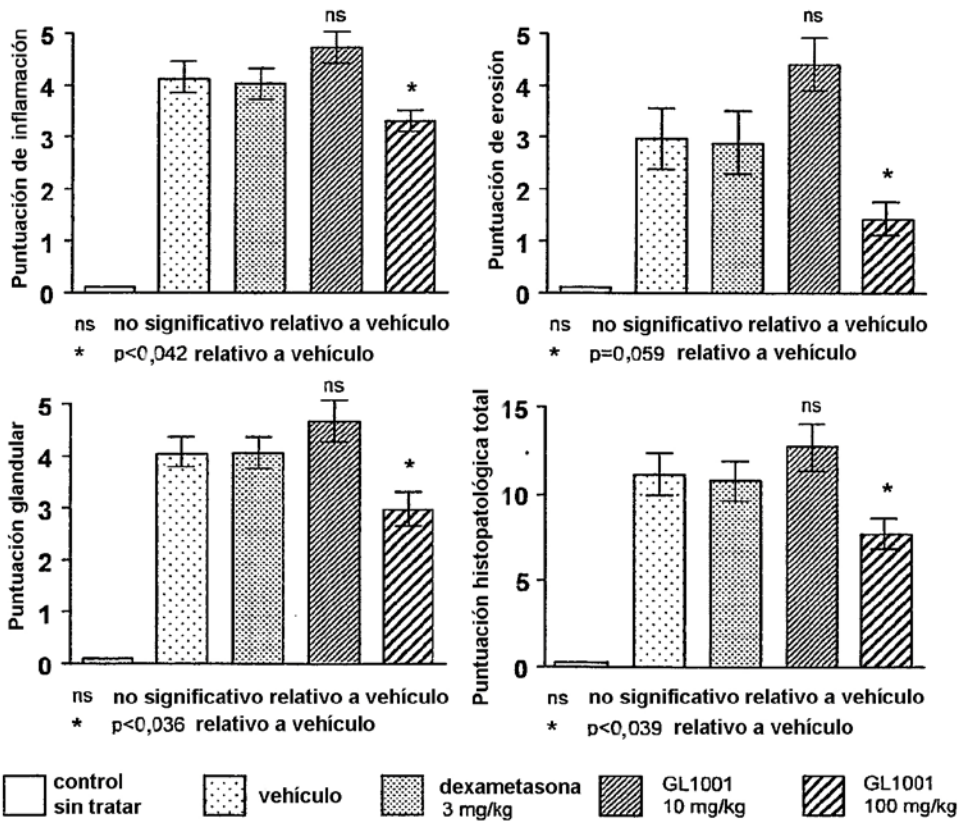 Puntuación de inflamación
5
4
3
2
1
0
ns
*
ns no significativo relativo a vehículo
* p<0,042 relativo a vehículo
Puntuación de erosión
5
4
3
2
1
0
ns
*
ns no significativo relativo a vehículo
* p=0,059 relativo a vehículo
Puntuación glandular
5
4
3
2
1
0
ns
*
ns no significativo relativo a vehículo
* p<0,036 relativo a vehículo
Puntuación histopatológica total
15
10
5
0
ns
*
ns no significativo relativo a vehículo
* p<0,039 relativo a vehículo
control
sin tratar
vehículo
dexametasona
3 mg/kg
GL1001
10 mg/kg
GL1001
100 mg/kg